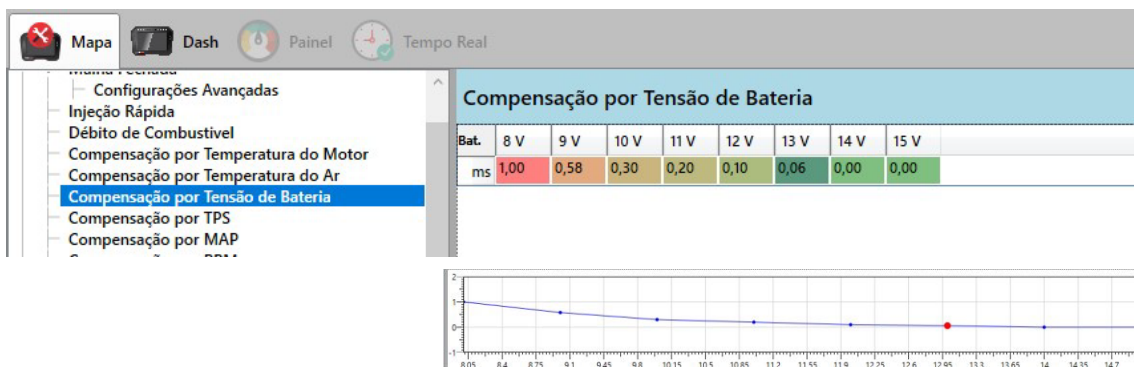 Mapa Dash Painel Tempo Real
Configurações Avançadas
Injeção Rápida
Débito de Combustivel
Compensação por Temperatura do Motor
Compensação por Temperatura do Ar
Compensação por Tensão de Bateria
Compensação por TPS
Compensação por MAP
Compensação por Tensão de Bateria
Bat. 8 V 9 V 10 V 11 V 12 V 13 V 14 V 15 V
ms 1,00 0,58 0,30 0,20 0,10 0,06 0,00 0,00
2
1
0
-1
8.05 8.4 8.75 9.1 9.45 9.8 10.15 10.5 10.85 11.2 11.55 11.9 12.25 12.6 12.95 13.3 13.65 14 14.35 14.7